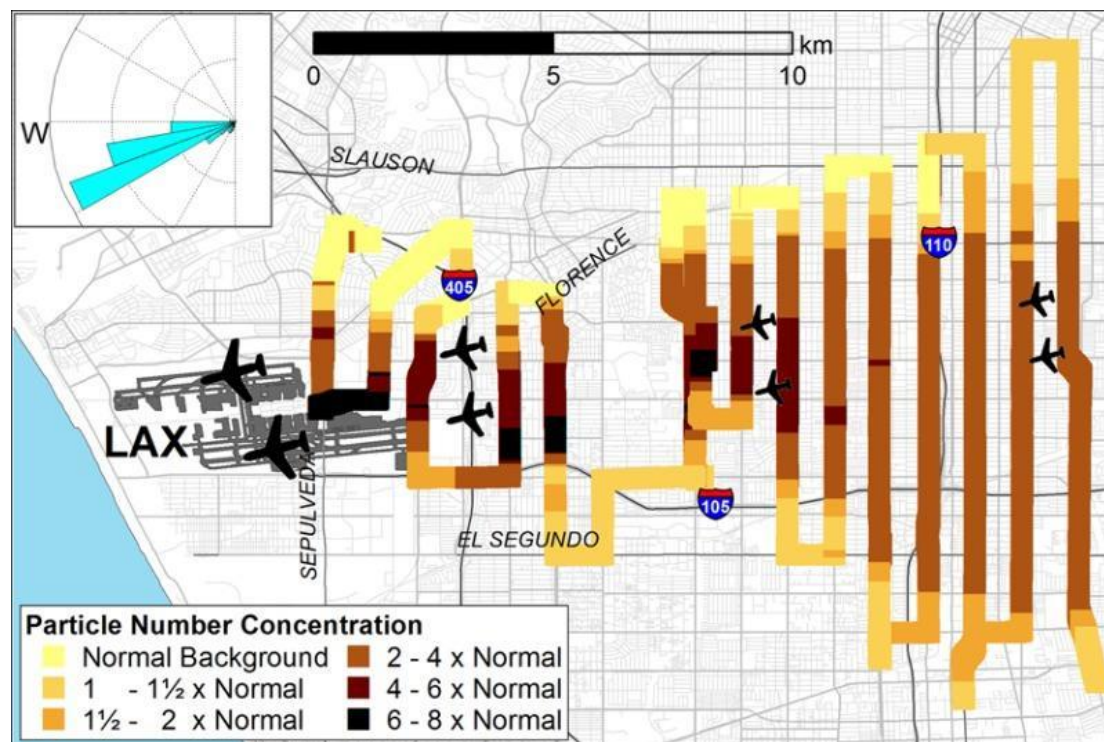 W
km
0 5 10
SLAUSON
FLORENCE
405
110
LAX
SEPULVEDA
105
EL SEGUNDO
Particle Number Concentration
Normal Background
1 - 1½ x Normal
1½ - 2 x Normal
2 - 4 x Normal
4 - 6 x Normal
6 - 8 x Normal